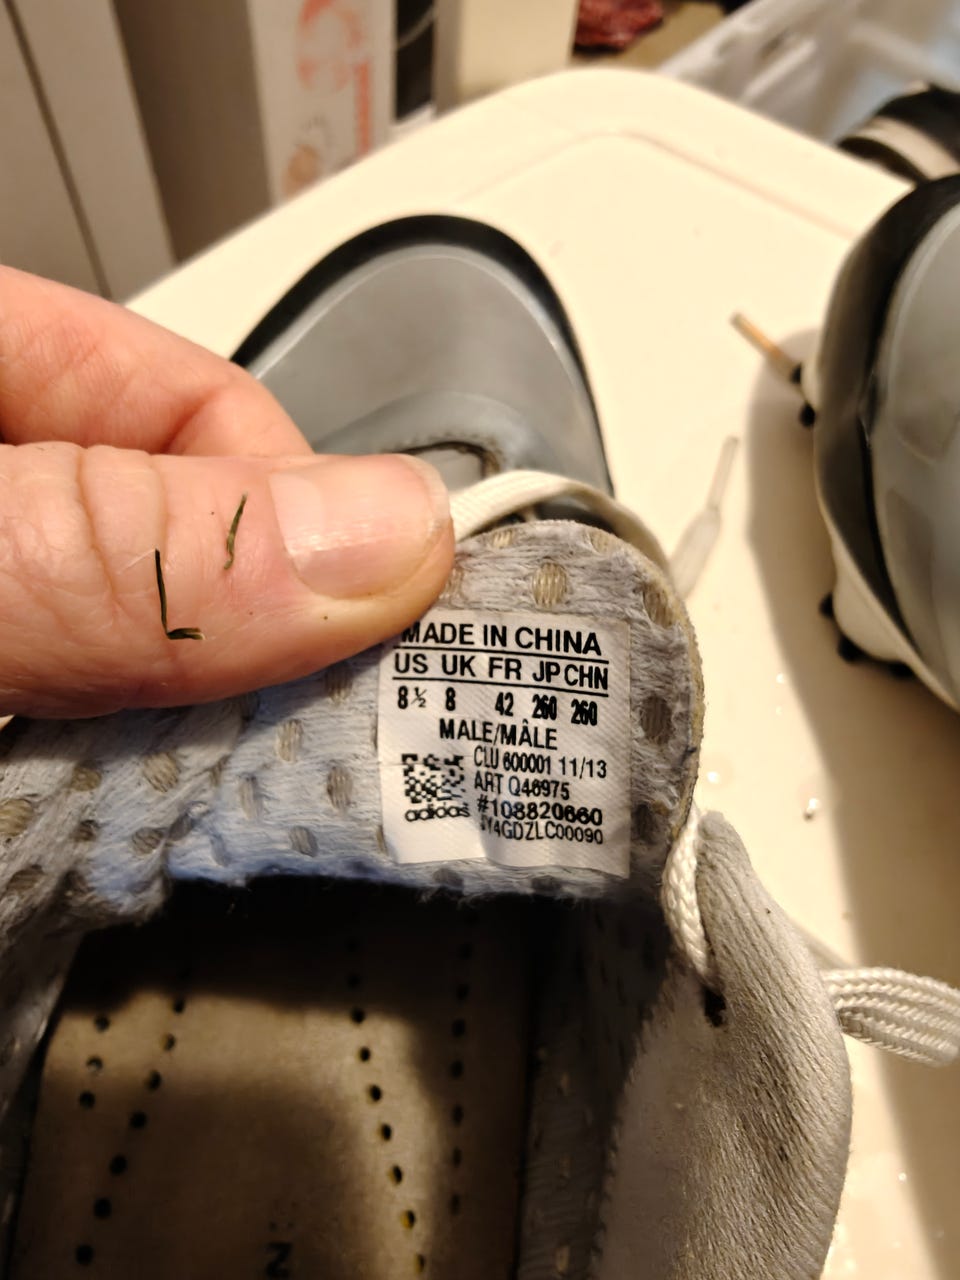 MADE IN CHINA
US UK FR JP CHN
8½ 8 42 260 260
MALE/MÂLE
CLU 600001 11/13
ART Q46975
#108820660
adidas